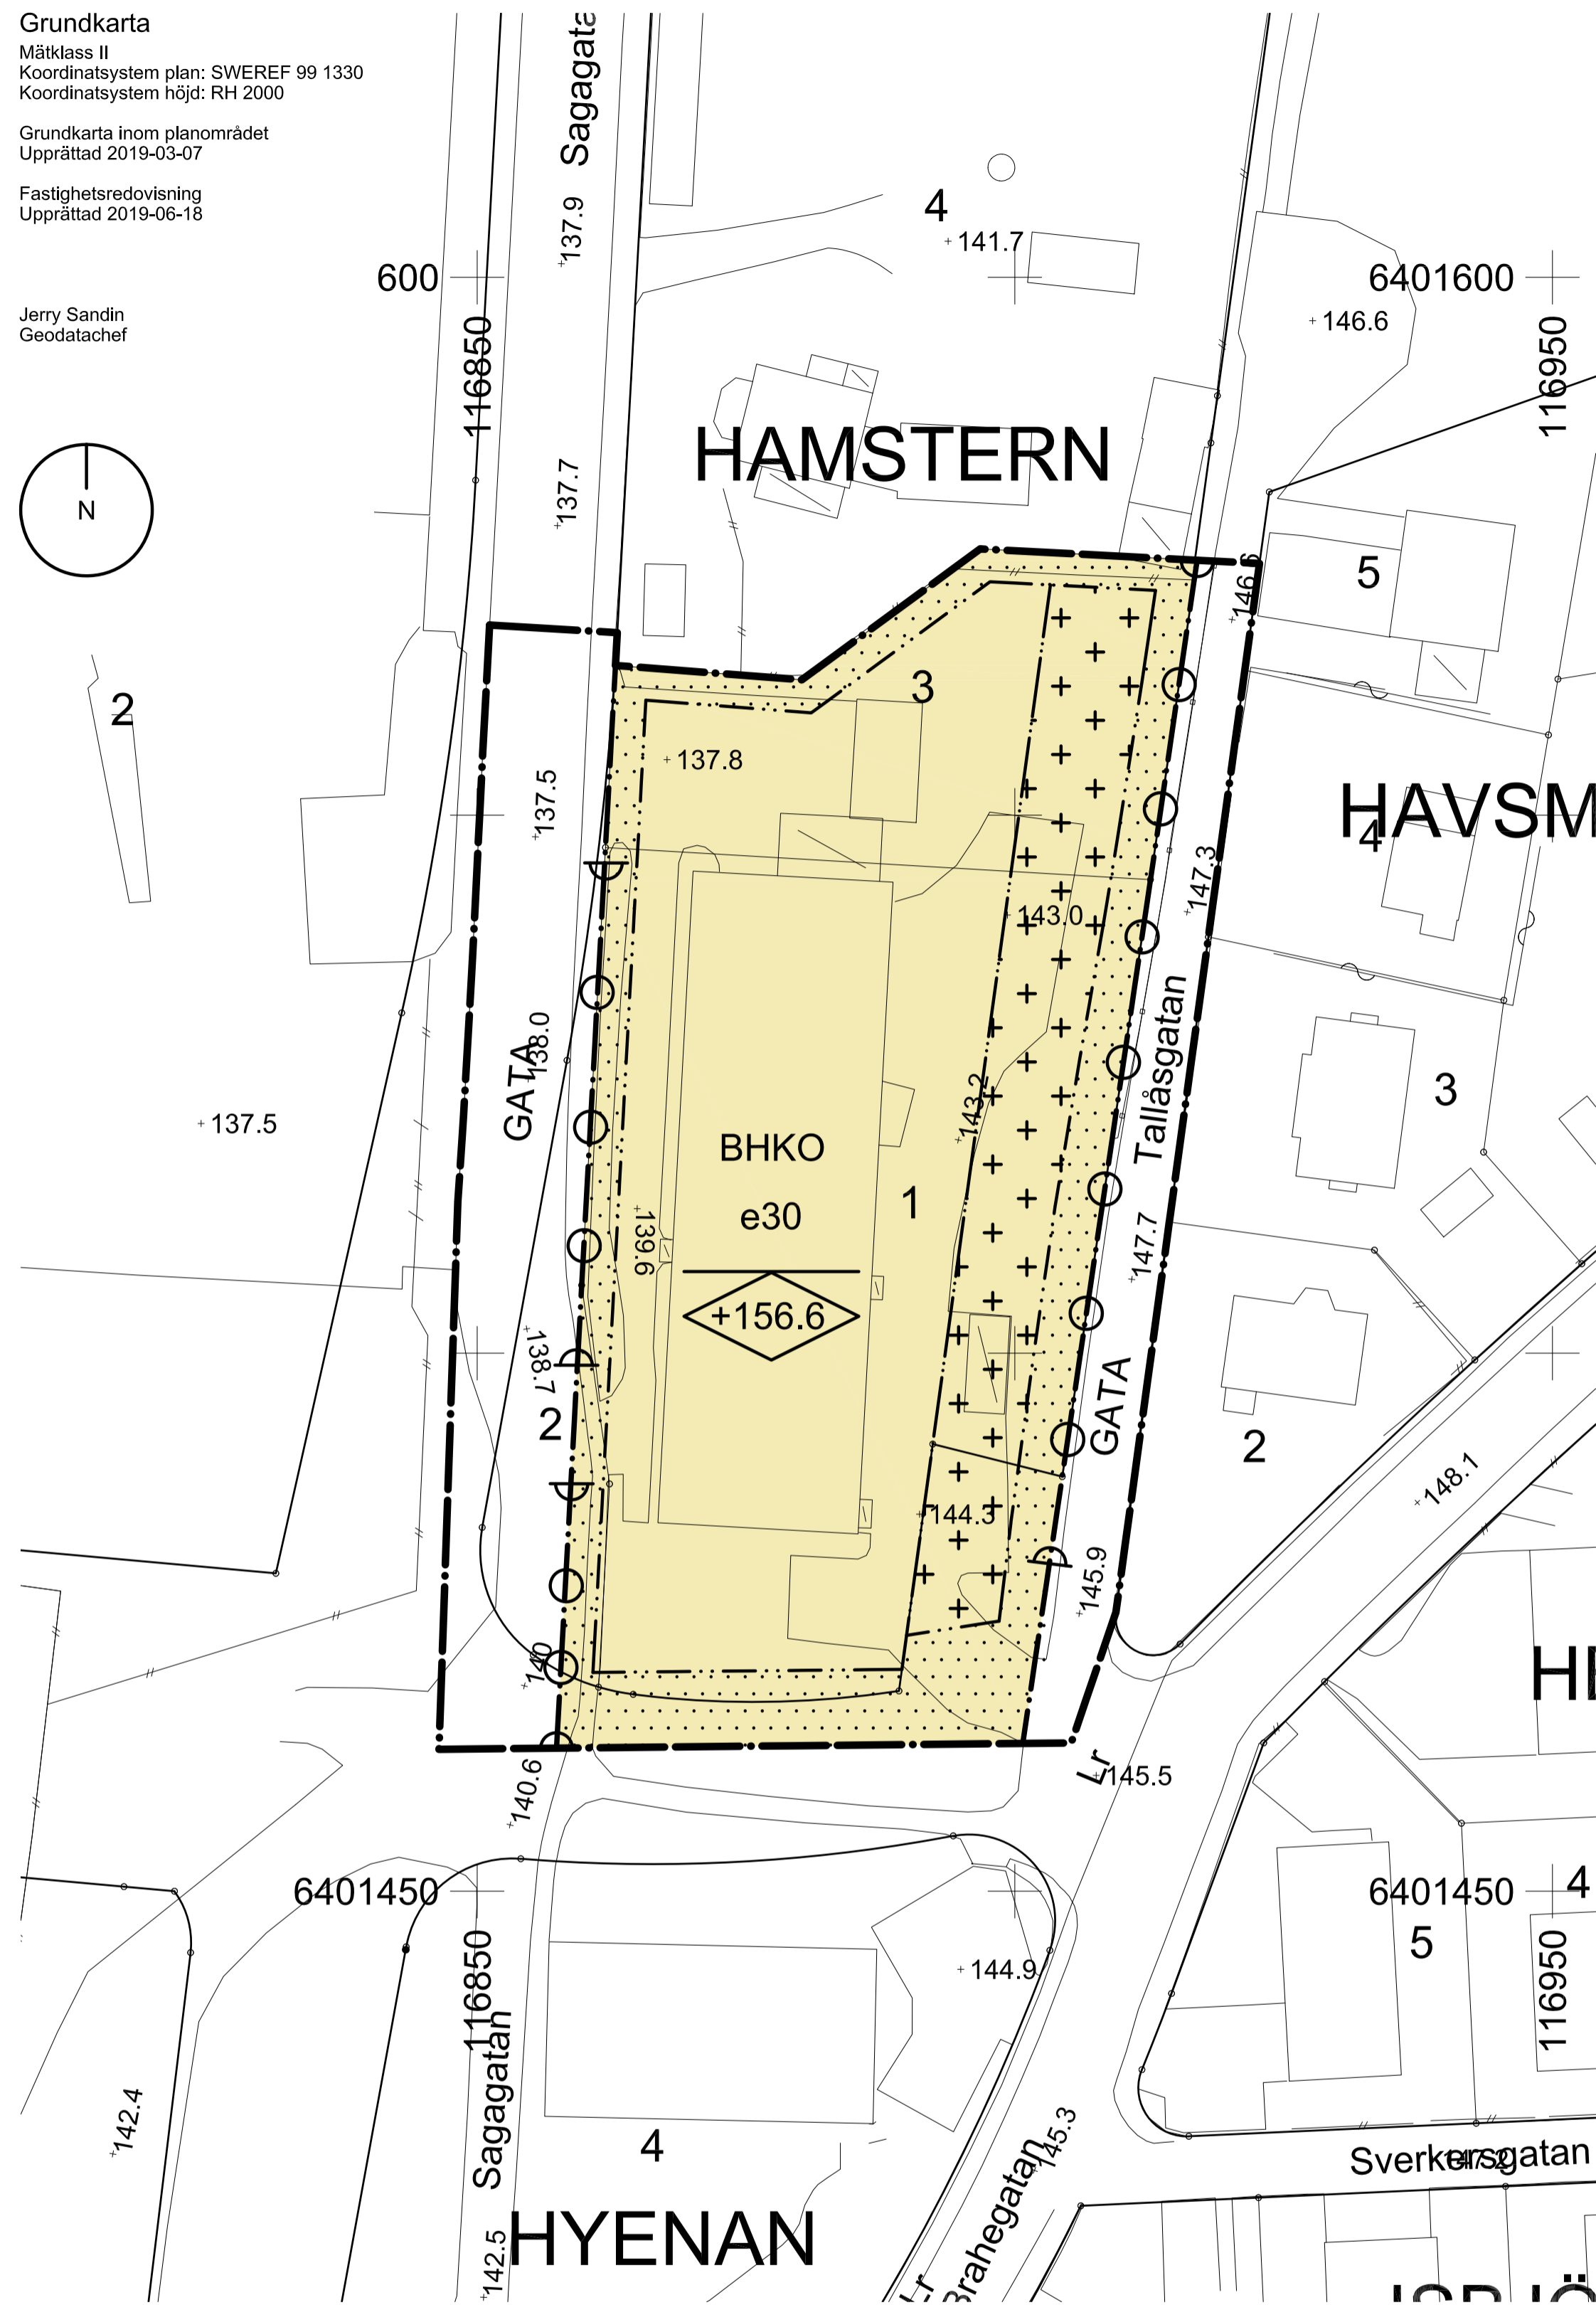 Grundkarta
Mätklass II
Koordinatsystem plan: SWEREF 99 1330
Koordinatsystem höjd: RH 2000
Grundkarta inom planområdet
Upprättad 2019-03-07
Fastighetsredovisning
Upprättad 2019-06-18
Jerry Sandin
Geodatachef
N
Sagagata
137.9
4
141.7
600
6401600
146.6
116850
116950
HAMSTERN
137.7
146.6
5
2
3
137.8
137.5
HAVSM
4
147.3
143.0
Tallåsgatan
138.0
GATA
137.5
143.2
3
BHKO
1
e30
139.6
147.7
+156.6
138.7
GATA
2
2
148.1
144.3
145.9
140
HE
Lr
145.5
140.6
6401450
6401450
4
5
116850
116950
144.9
Sagagatan
142.4
4
145.3
Sverkersgatan
147.2
HYENAN
142.5
Lr
Brahegatan